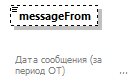 messageFrom
Дата сообщения (за
период ОТ)
...